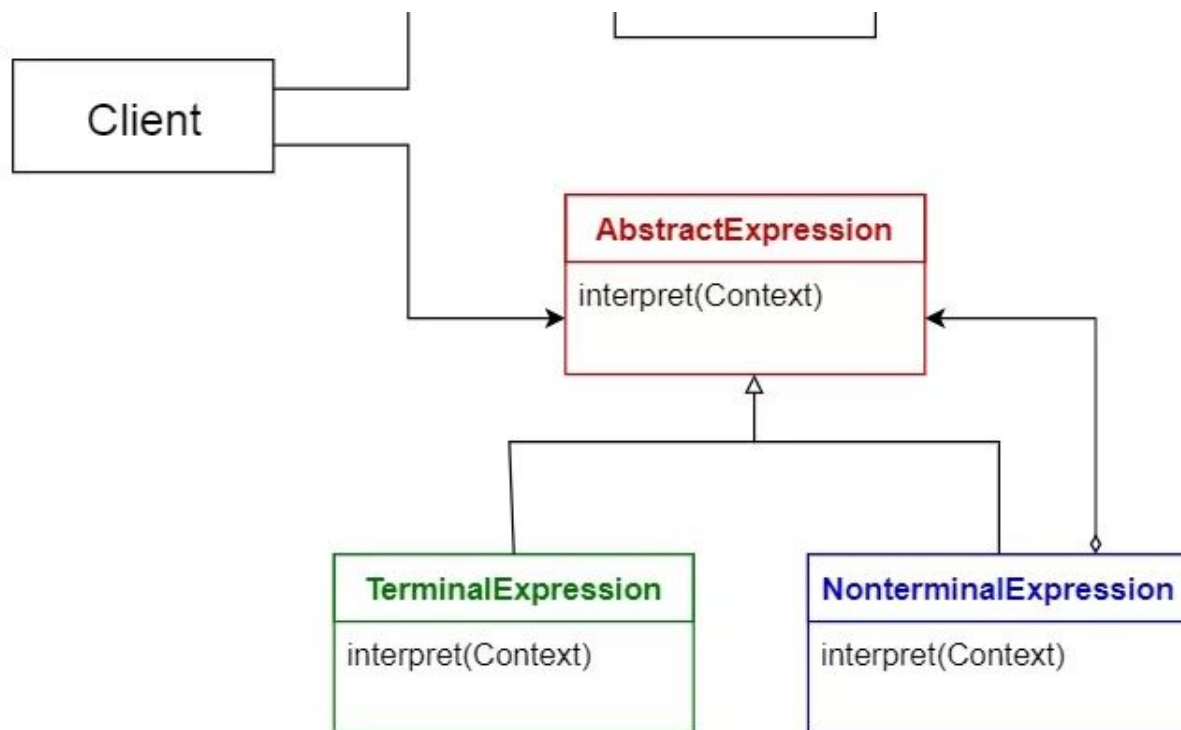 Client
AbstractExpression
interpret(Context)
TerminalExpression
interpret(Context)
NonterminalExpression
interpret(Context)